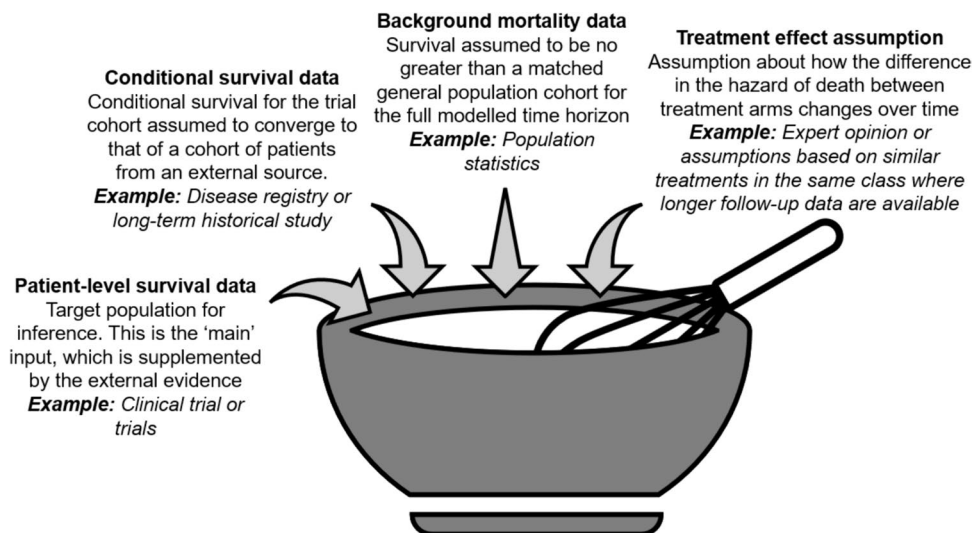 Background mortality data
Survival assumed to be no
greater than a matched
general population cohort for
the full modelled time horizon
Example: Population
statistics
Treatment effect assumption
Assumption about how the difference
in the hazard of death between
treatment arms changes over time
Example: Expert opinion or
assumptions based on similar
treatments in the same class where
longer follow-up data are available
Conditional survival data
Conditional survival for the trial
cohort assumed to converge to
that of a cohort of patients
from an external source.
Example: Disease registry or
long-term historical study
Patient-level survival data
Target population for
inference. This is the ‘main’
input, which is supplemented
by the external evidence
Example: Clinical trial or
trials